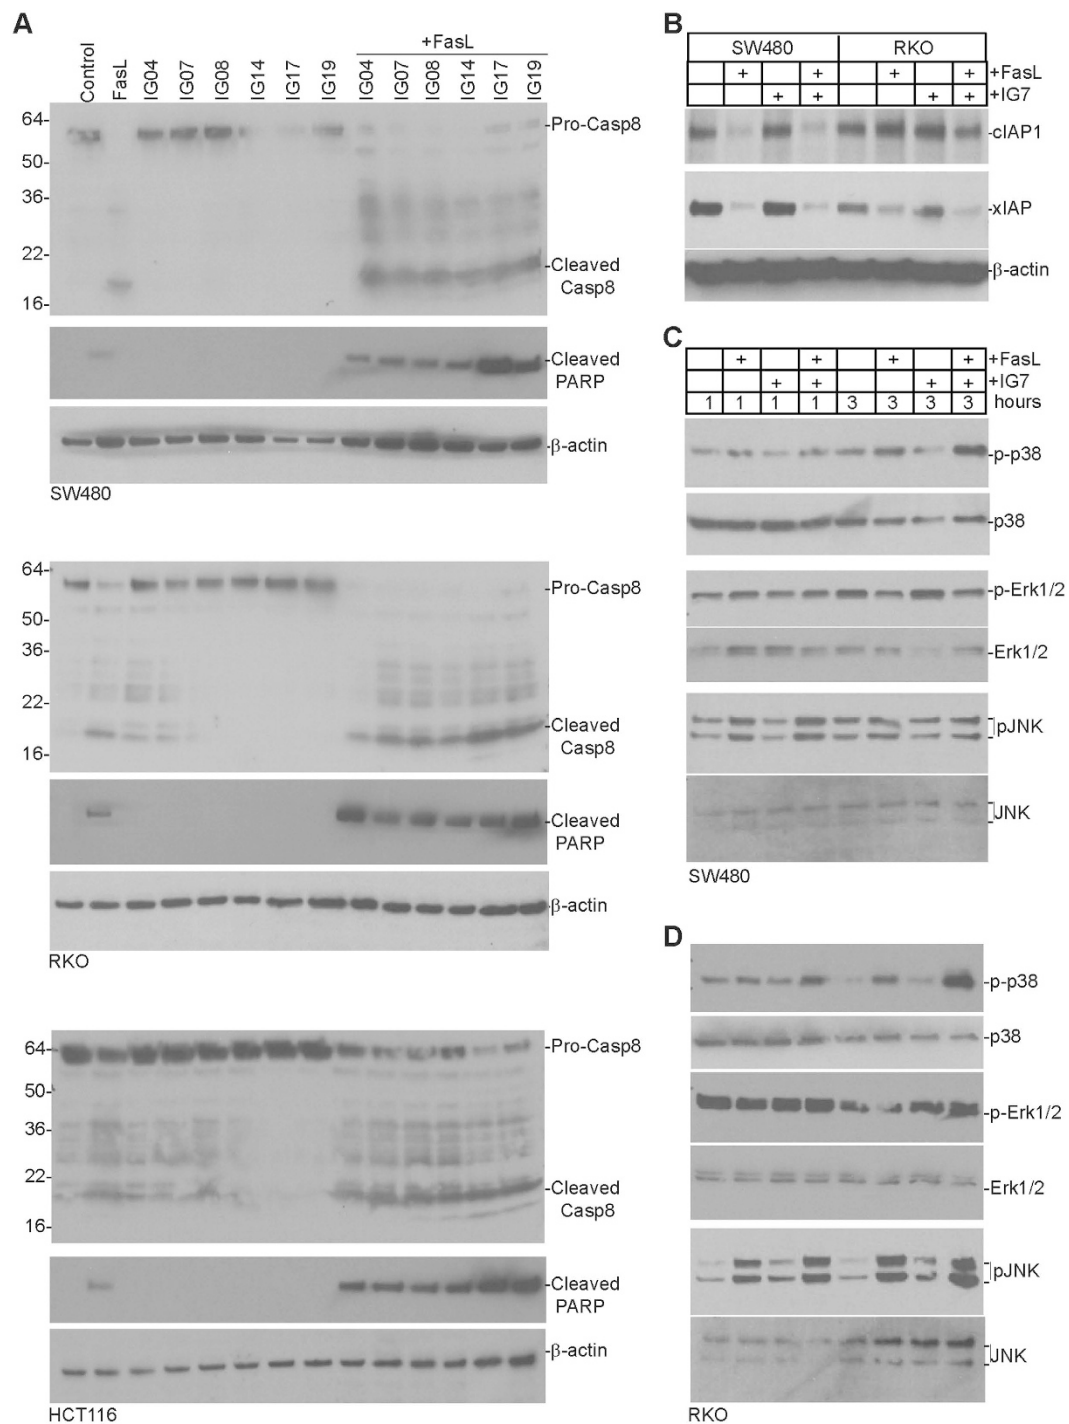 A
+FasL
Control
FasL
IG04
IG07
IG08
IG14
IG17
IG19
IG04
IG07
IG08
IG14
IG17
IG19
64-
50-
36-
22-
16-
-Pro-Casp8
-Cleaved
Casp8
-Cleaved
PARP
-β-actin
SW480
64-
50-
36-
22-
16-
-Pro-Casp8
-Cleaved
Casp8
-Cleaved
PARP
-β-actin
RKO
64-
50-
36-
22-
16-
-Pro-Casp8
-Cleaved
Casp8
-Cleaved
PARP
-β-actin
HCT116
B
SW480 RKO
+ + + + +FasL
+ + + + +IG7
-cIAP1
-xIAP
-β-actin
C
+ + + + +FasL
+ + + + +IG7
1 1 1 1 3 3 3 3 hours
-p-p38
-p38
-p-Erk1/2
-Erk1/2
pJNK
JNK
SW480
D
-p-p38
-p38
-p-Erk1/2
-Erk1/2
pJNK
JNK
RKO